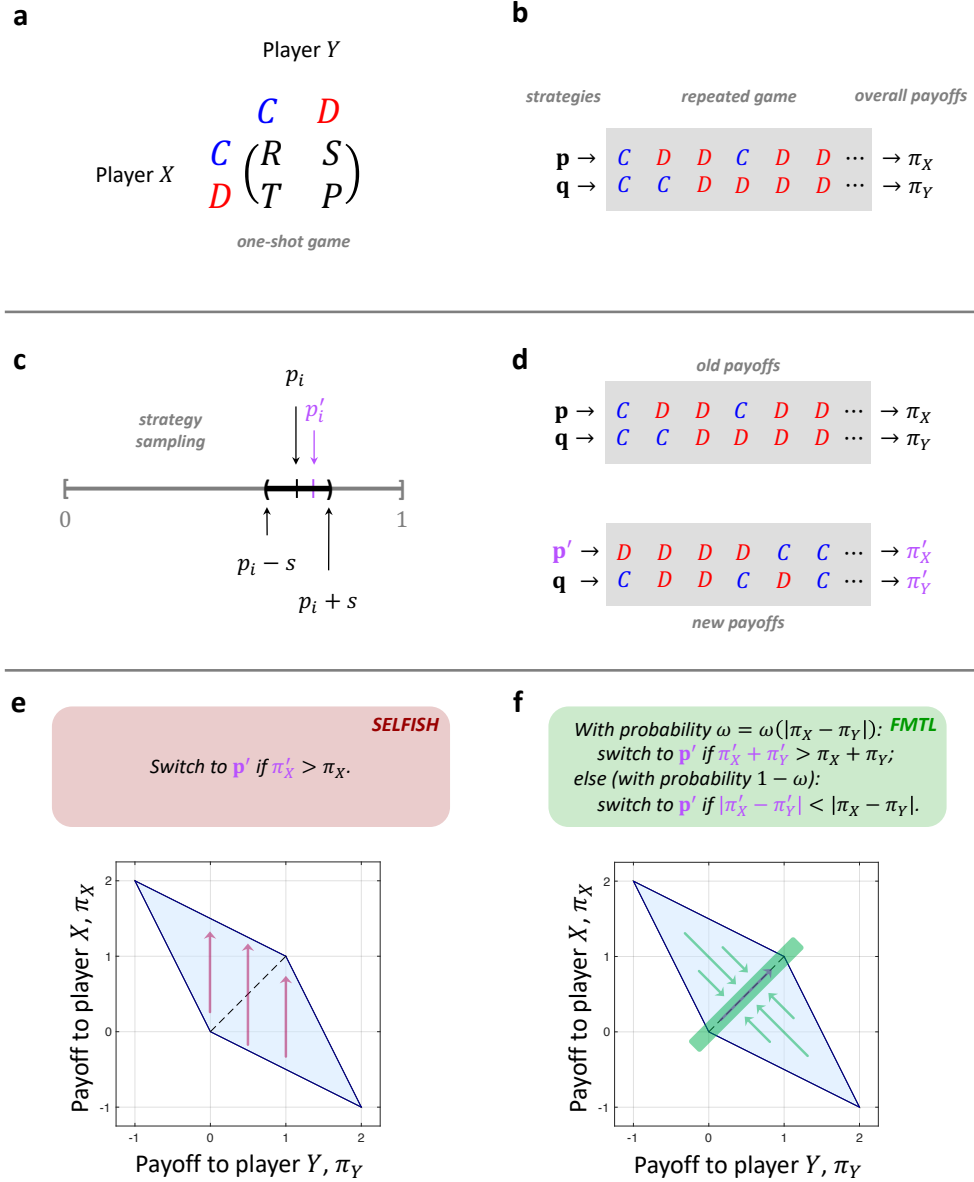 a
Player Y
C D
Player X C ( R S )
D ( T P )
one-shot game
b
strategies repeated game overall payoffs
p → C D D C D D ⋯ → π_X
q → C C D D D D ⋯ → π_Y
c
p_i
p_i′
strategy
sampling
0 1
p_i − s
p_i + s
d
old payoffs
p → C D D C D D ⋯ → π_X
q → C C D D D D ⋯ → π_Y
p′ → D D D D C C ⋯ → π′_X
q → C D D C D C ⋯ → π′_Y
new payoffs
e
SELFISH
Switch to p′ if π′_X > π_X.
2
1
0
-1
-1 0 1 2
Payoff to player X, π_X
Payoff to player Y, π_Y
f
With probability ω = ω(|π_X − π_Y|): FMTL
switch to p′ if π′_X + π′_Y > π_X + π_Y;
else (with probability 1 − ω):
switch to p′ if |π′_X − π′_Y| < |π_X − π_Y|.
2
1
0
-1
-1 0 1 2
Payoff to player X, π_X
Payoff to player Y, π_Y